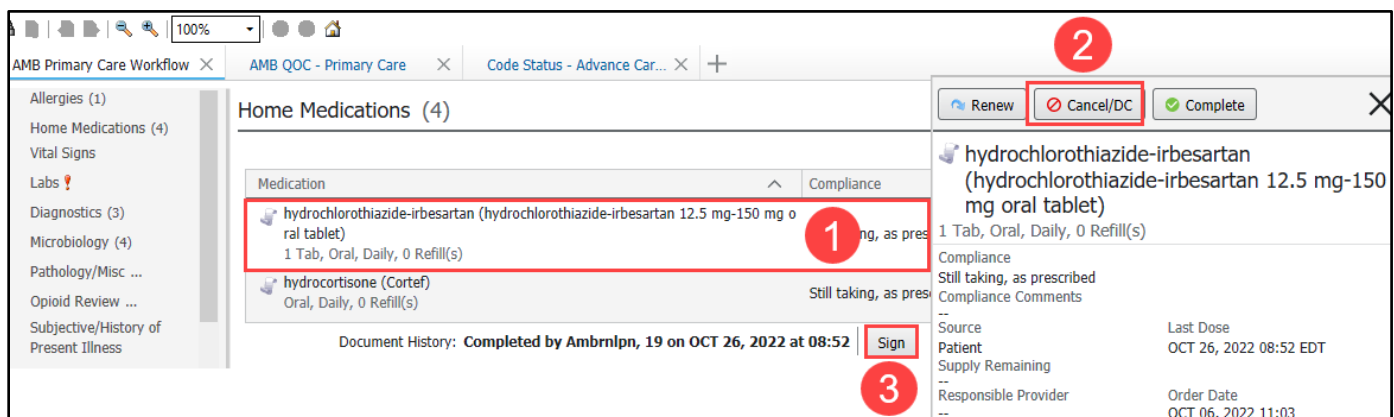 100%
2
AMB Primary Care Workflow
AMB QOC - Primary Care
Code Status - Advance Car...
Allergies (1)
Home Medications (4)
Vital Signs
Labs
Diagnostics (3)
Microbiology (4)
Pathology/Misc ...
Opioid Review ...
Subjective/History of
Present Illness
Home Medications (4)
Medication
Compliance
hydrochlorothiazide-irbesartan (hydrochlorothiazide-irbesartan 12.5 mg-150 mg o
ral tablet)
1 Tab, Oral, Daily, 0 Refill(s)
1
ng, as pres
hydrocortisone (Cortef)
Oral, Daily, 0 Refill(s)
Still taking, as pres
Document History: Completed by Ambrnlpn, 19 on OCT 26, 2022 at 08:52
Sign
3
Renew
Cancel/DC
Complete
hydrochlorothiazide-irbesartan
(hydrochlorothiazide-irbesartan 12.5 mg-150
mg oral tablet)
1 Tab, Oral, Daily, 0 Refill(s)
Compliance
Still taking, as prescribed
Compliance Comments
--
Source
Patient
Last Dose
OCT 26, 2022 08:52 EDT
Supply Remaining
--
Responsible Provider
--
Order Date
OCT 06, 2022 11:03